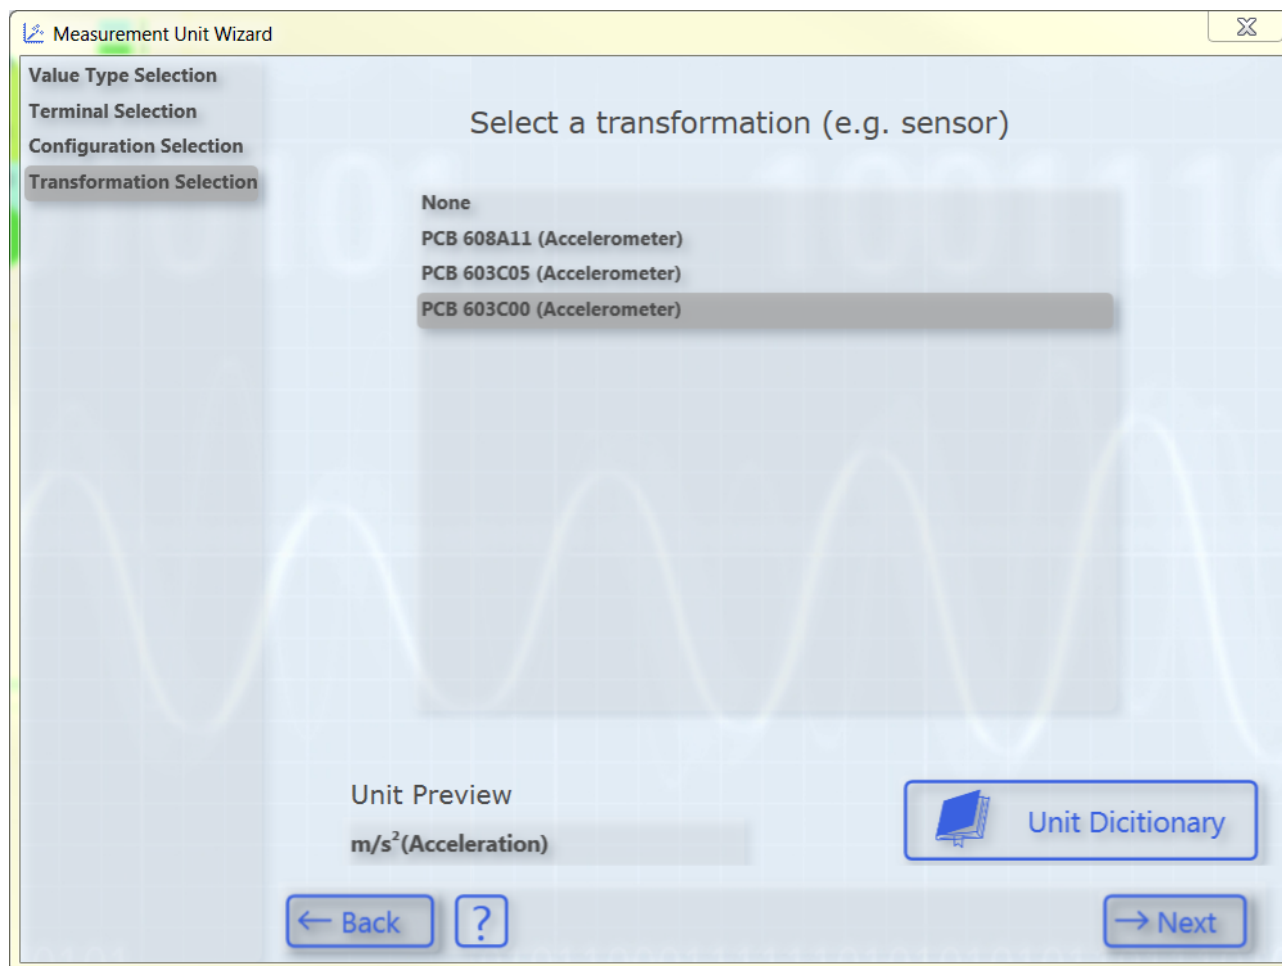 Measurement Unit Wizard
Value Type Selection
Terminal Selection
Configuration Selection
Transformation Selection
Select a transformation (e.g. sensor)
None
PCB 608A11 (Accelerometer)
PCB 603C05 (Accelerometer)
PCB 603C00 (Accelerometer)
Unit Preview
m/s²(Acceleration)
Unit Dicitionary
← Back
?
→ Next